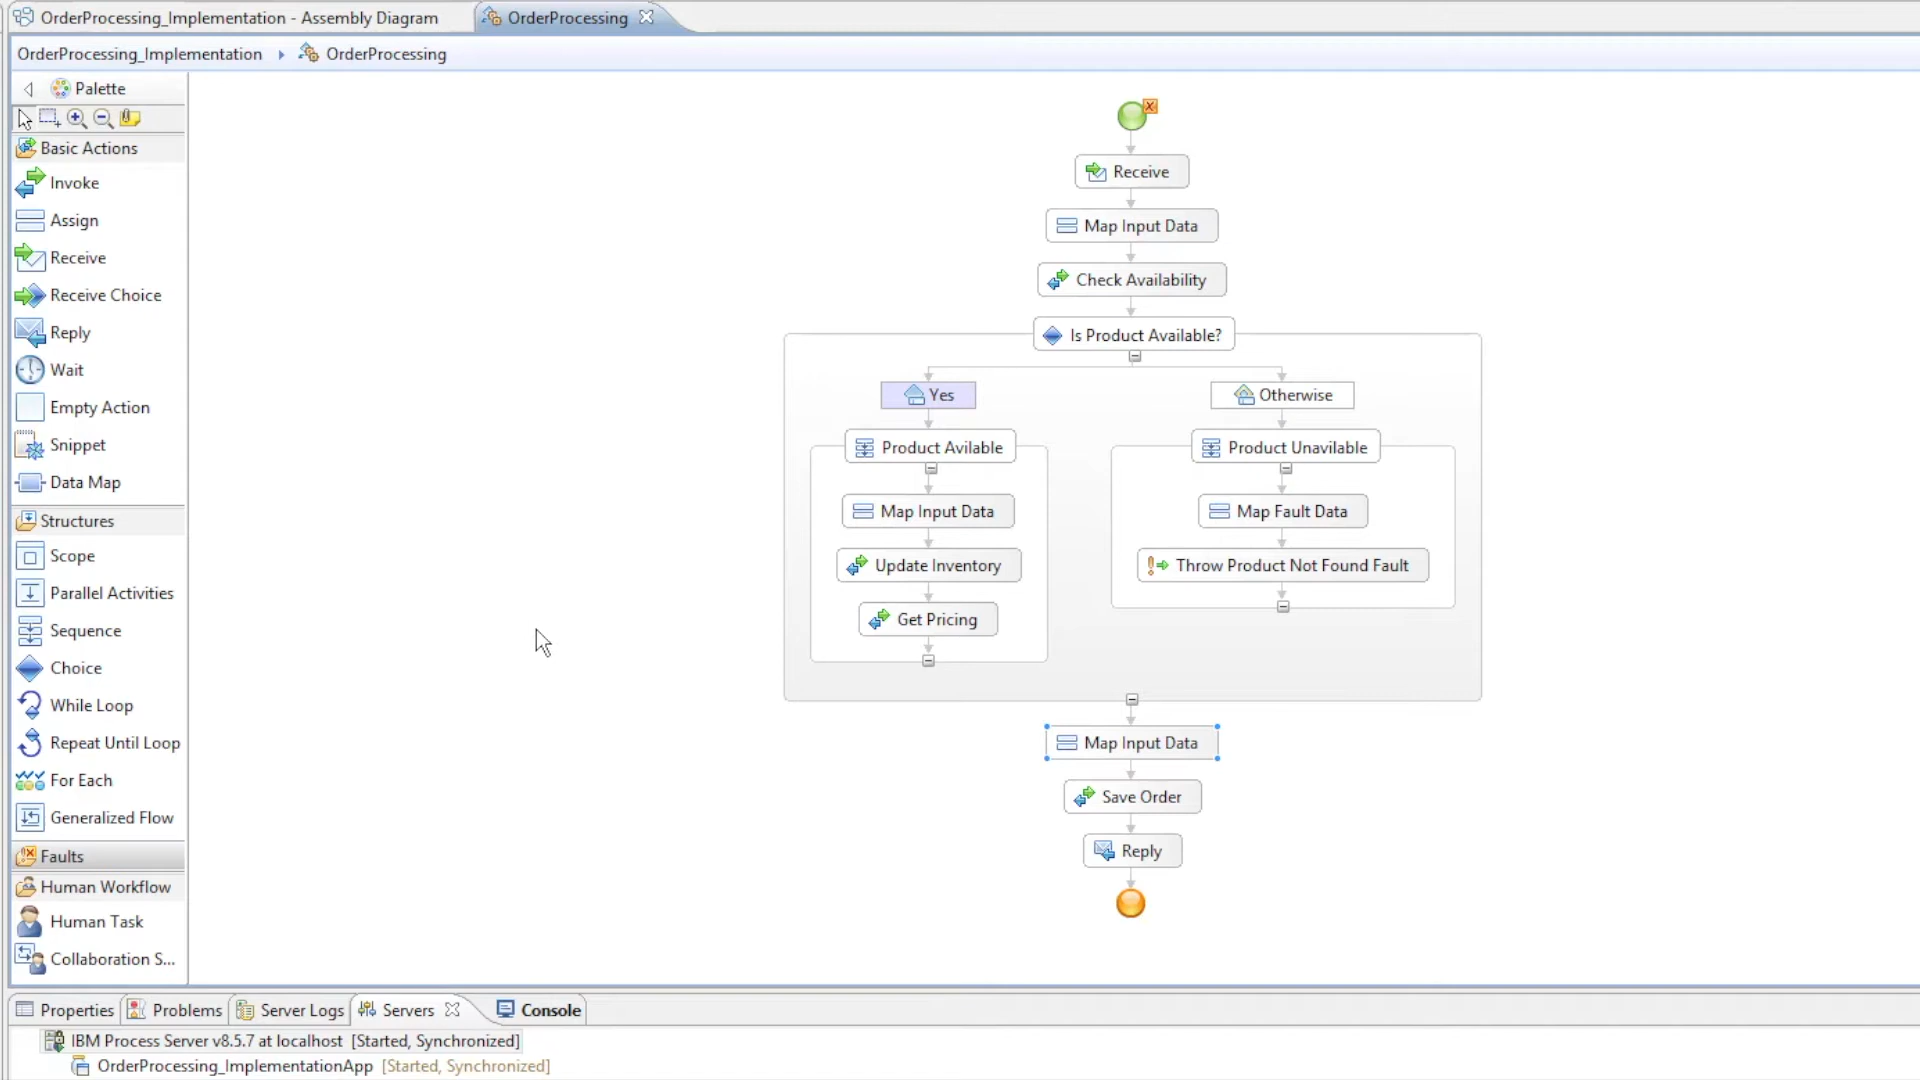 OrderProcessing_Implementation - Assembly Diagram
OrderProcessing
OrderProcessing_Implementation
OrderProcessing
Palette
Basic Actions
Invoke
Assign
Receive
Receive Choice
Reply
Wait
Empty Action
Snippet
Data Map
Structures
Scope
Parallel Activities
Sequence
Choice
While Loop
Repeat Until Loop
For Each
Generalized Flow
Faults
Human Workflow
Human Task
Collaboration S...
Receive
Map Input Data
Check Availability
Is Product Available?
Yes
Otherwise
Product Avilable
Product Unavilable
Map Input Data
Map Fault Data
Update Inventory
Throw Product Not Found Fault
Get Pricing
Map Input Data
Save Order
Reply
Properties
Problems
Server Logs
Servers
Console
IBM Process Server v8.5.7 at localhost [Started, Synchronized]
OrderProcessing_ImplementationApp [Started, Synchronized]